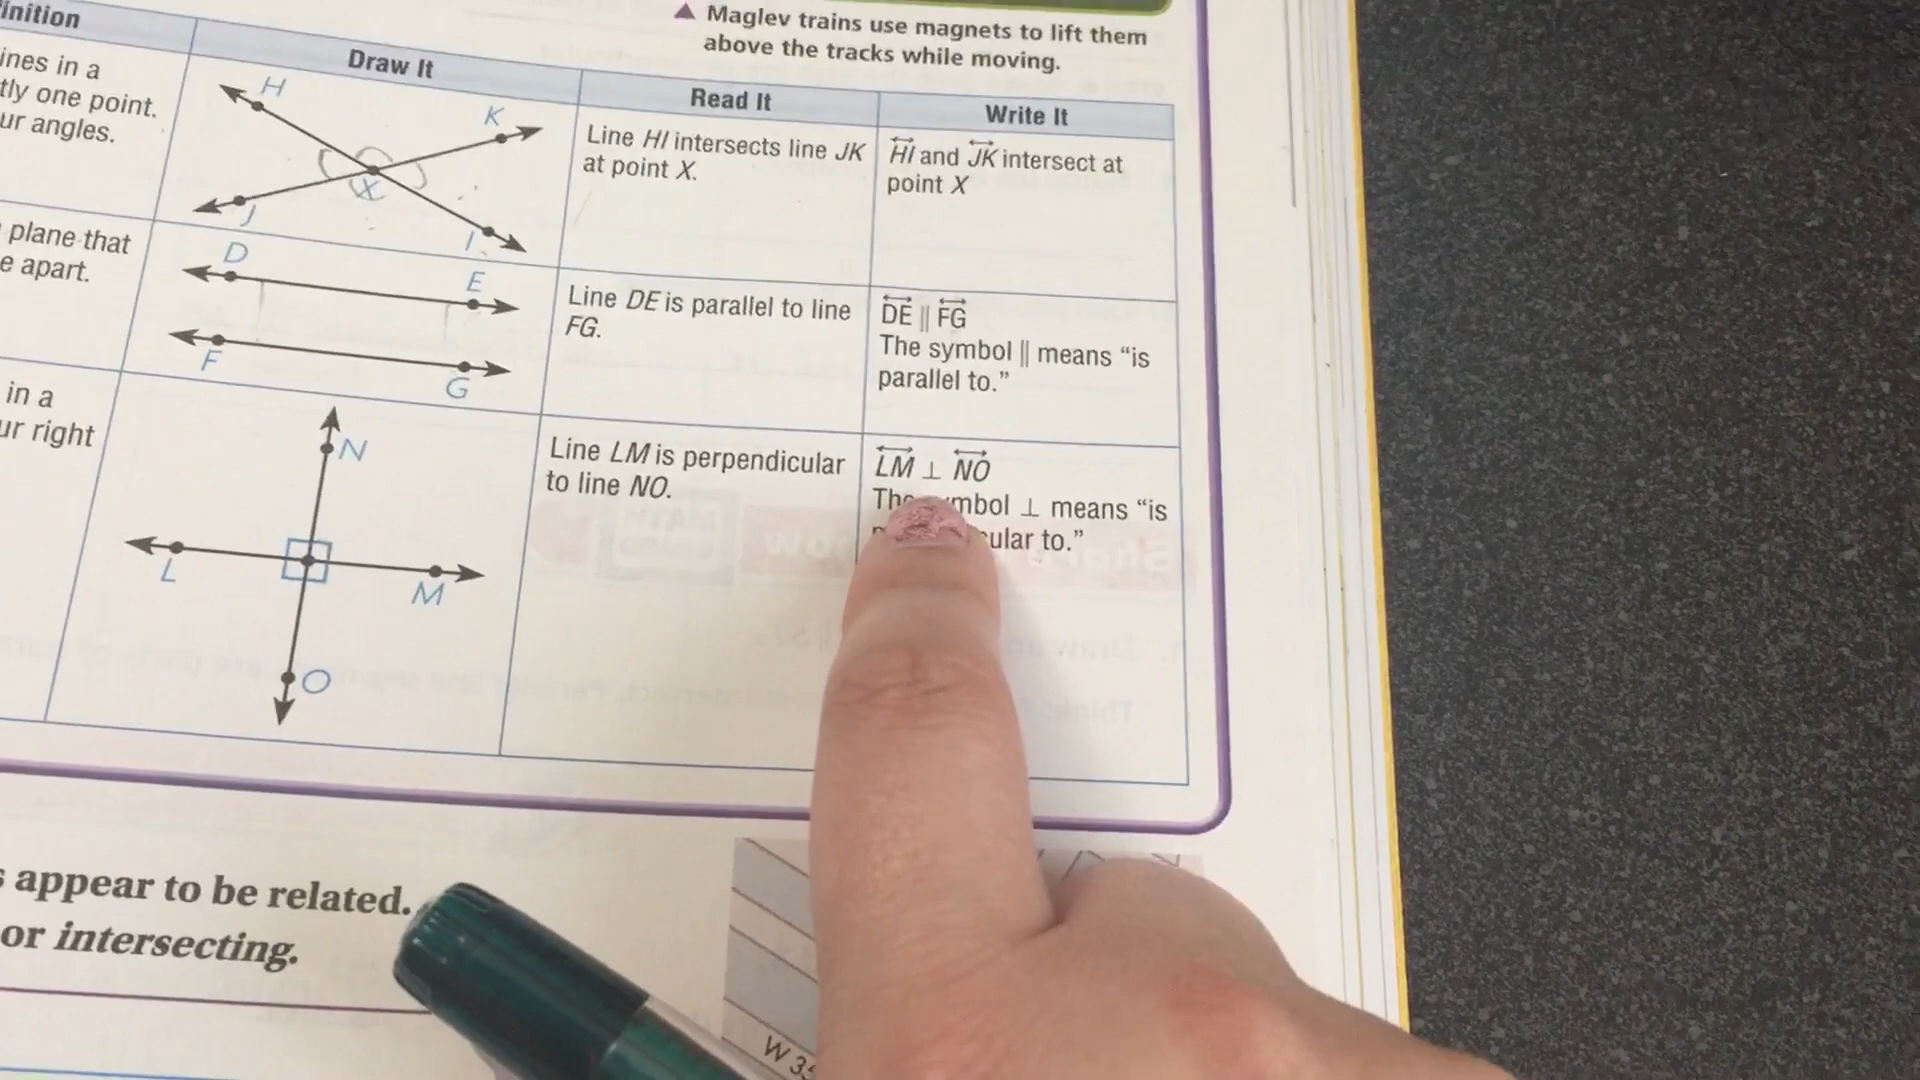 ▲ Maglev trains use magnets to lift them
above the tracks while moving.
inition
Draw It
Read It
Write It
ines in a
tly one point.
ur angles.
H
K
X
J
I
Line HI intersects line JK
at point X.
HI and JK intersect at
point X
plane that
e apart.
D
E
F
G
Line DE is parallel to line
FG.
DE || FG
The symbol || means “is
parallel to.”
in a
ur right
N
L
M
O
Line LM is perpendicular
to line NO.
LM ⊥ NO
mbol ⊥ means “is
cular to.”
s appear to be related.
or intersecting.
W 35